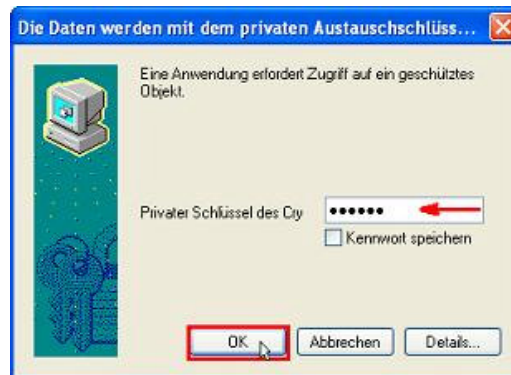 Die Daten werden mit dem privaten Austauschschlüss...
Eine Anwendung erfordert Zugriff auf ein geschütztes
Objekt.
Privater Schlüssel des Cry
••••••
Kennwort speichern
OK
Abbrechen
Details...